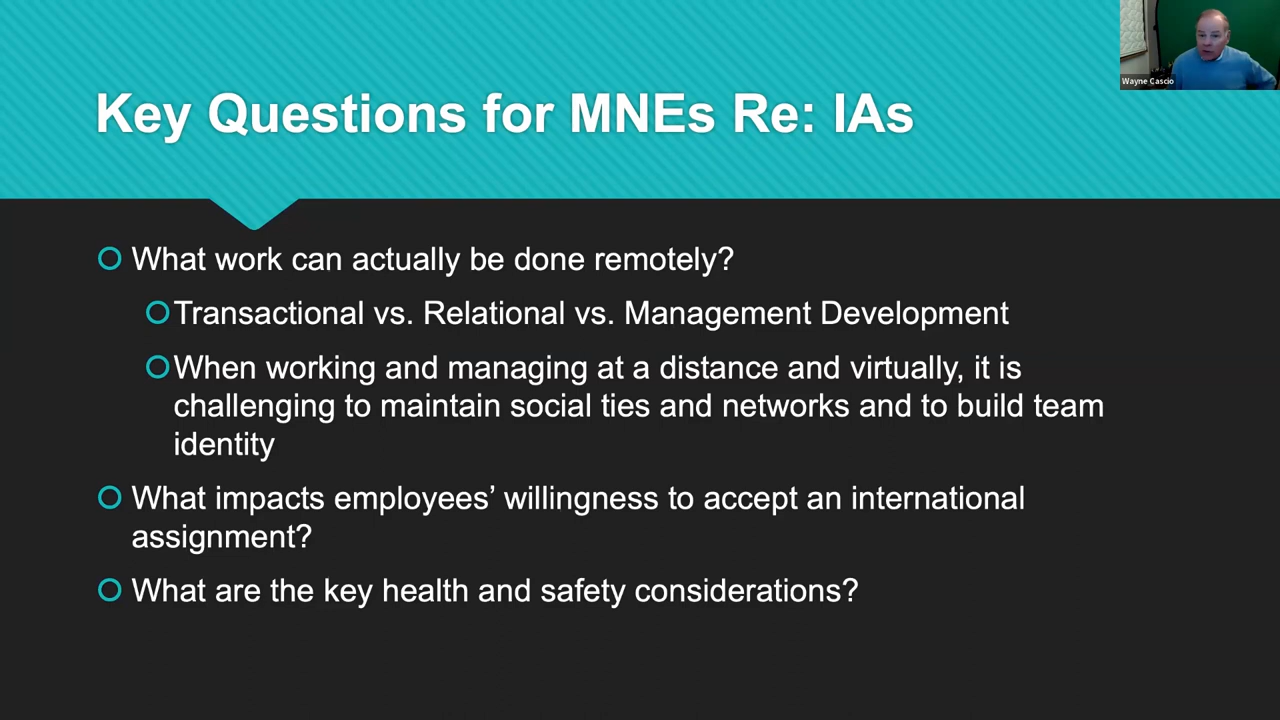 Wayne Cascio
Key Questions for MNEs Re: IAs
What work can actually be done remotely?
Transactional vs. Relational vs. Management Development
When working and managing at a distance and virtually, it is
challenging to maintain social ties and networks and to build team
identity
What impacts employees’ willingness to accept an international
assignment?
What are the key health and safety considerations?